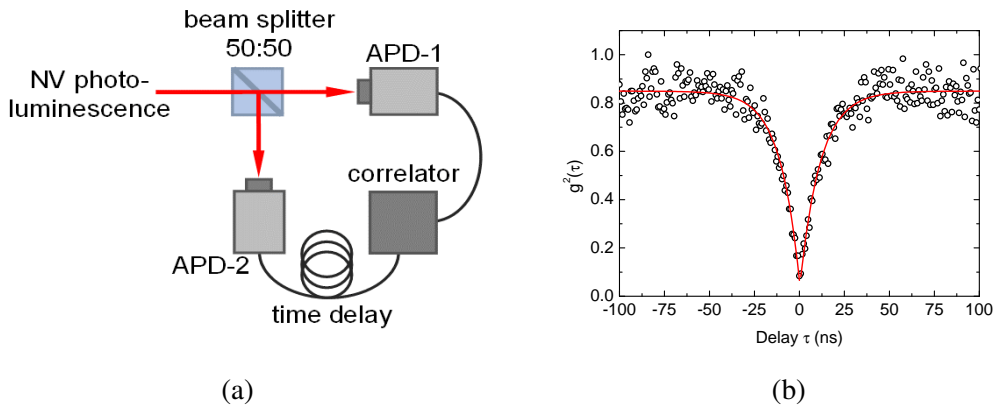 beam splitter
50:50
APD-1
NV photo-
luminescence
correlator
APD-2
time delay
(a)
1.0
0.8
0.6
0.4
0.2
0.0
g²(τ)
-100 -75 -50 -25 0 25 50 75 100
Delay τ (ns)
(b)